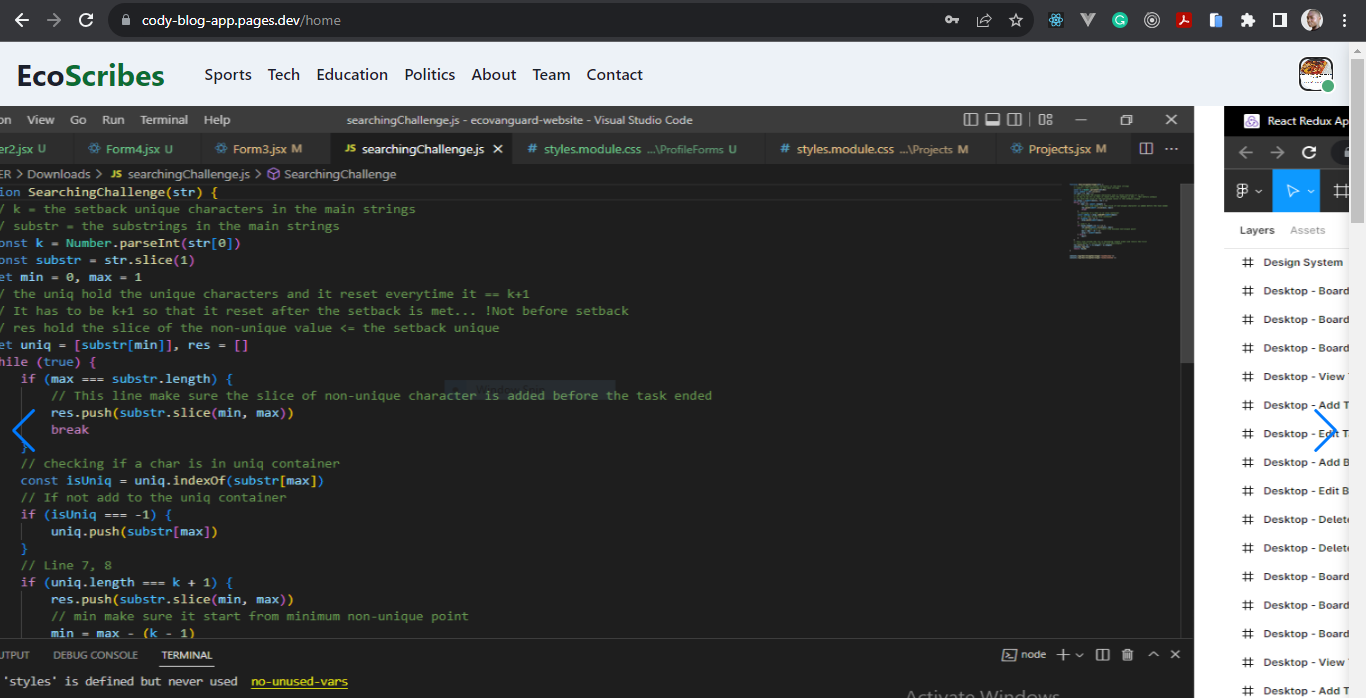 cody-blog-app.pages.dev/home
EcoScribes Sports Tech Education Politics About Team Contact
on View Go Run Terminal Help searchingChallenge.js - ecovanguard-website - Visual Studio Code
er2.jsx U Form4.jsx U Form3.jsx M JS searchingChallenge.js # styles.module.css ...\ProfileForms U # styles.module.css ...\Projects M Projects.jsx M
ER > Downloads > JS searchingChallenge.js > SearchingChallenge
ion SearchingChallenge(str) {
/ k = the setback unique characters in the main strings
/ substr = the substrings in the main strings
onst k = Number.parseInt(str[0])
onst substr = str.slice(1)
et min = 0, max = 1
/ the uniq hold the unique characters and it reset everytime it == k+1
/ It has to be k+1 so that it reset after the setback is met... !Not before setback
/ res hold the slice of the non-unique value <= the setback unique
et uniq = [substr[min]], res = []
hile (true) {
if (max === substr.length) {
// This line make sure the slice of non-unique character is added before the task ended
res.push(substr.slice(min, max))
break
}
// checking if a char is in uniq container
const isUniq = uniq.indexOf(substr[max])
// If not add to the uniq container
if (isUniq === -1) {
uniq.push(substr[max])
}
// Line 7, 8
if (uniq.length === k + 1) {
res.push(substr.slice(min, max))
// min make sure it start from minimum non-unique point
min = max - (k - 1)
UTPUT DEBUG CONSOLE TERMINAL node
'styles' is defined but never used no-unused-vars
Activate Windows
React Redux Ap
Layers Assets
Design System
Desktop - Board
Desktop - Board
Desktop - Board
Desktop - View T
Desktop - Add T
Desktop - Edit T
Desktop - Add B
Desktop - Edit B
Desktop - Delete
Desktop - Delete
Desktop - Board
Desktop - Board
Desktop - Board
Desktop - View T
Desktop - Add T